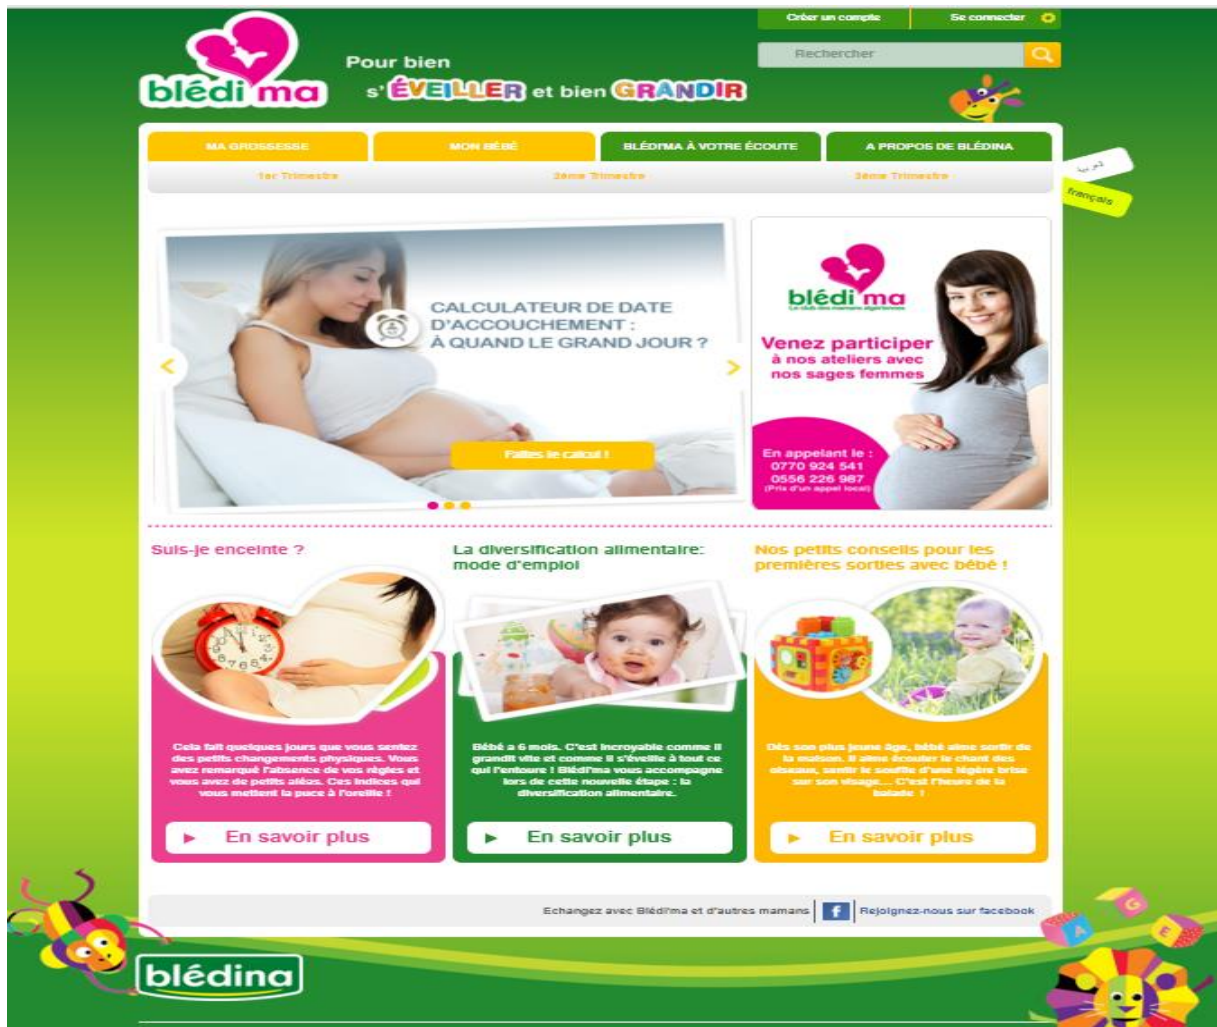 Créer un compte
Se connecter
Rechercher
blédi'ma
Pour bien
s'ÉVEILLER et bien GRANDIR
MA GROSSESSE
MON BÉBÉ
BLÉDI'MA À VOTRE ÉCOUTE
A PROPOS DE BLÉDINA
العربية
français
1er Trimestre
2ème Trimestre
3ème Trimestre
CALCULATEUR DE DATE
D'ACCOUCHEMENT :
À QUAND LE GRAND JOUR ?
Faites le calcul !
blédi'ma
Le club des mamans algériennes
Venez participer
à nos ateliers avec
nos sages femmes
En appelant le :
0770 924 541
0556 226 987
(Prix d'un appel local)
Suis-je enceinte ?
La diversification alimentaire:
mode d'emploi
Nos petits conseils pour les
premières sorties avec bébé !
Cela fait quelques jours que vous sentez
des petits changements physiques. Vous
avez remarqué l'absence de vos règles et
vous avez de petits aléas. Ces indices qui
vous mettent la puce à l'oreille !
En savoir plus
Bébé a 6 mois. C'est incroyable comme il
grandit vite et comme il s'éveille à tout ce
qui l'entoure ! Blédi'ma vous accompagne
lors de cette nouvelle étape : la
diversification alimentaire.
En savoir plus
Dès son plus jeune âge, bébé aime sortir de
la maison. Il aime écouter le chant des
oiseaux, sentir le souffle d'une légère brise
sur son visage... C'est l'heure de la
balade !
En savoir plus
Echangez avec Blédi'ma et d'autres mamans
f
Rejoignez-nous sur facebook
G
A
E
blédina